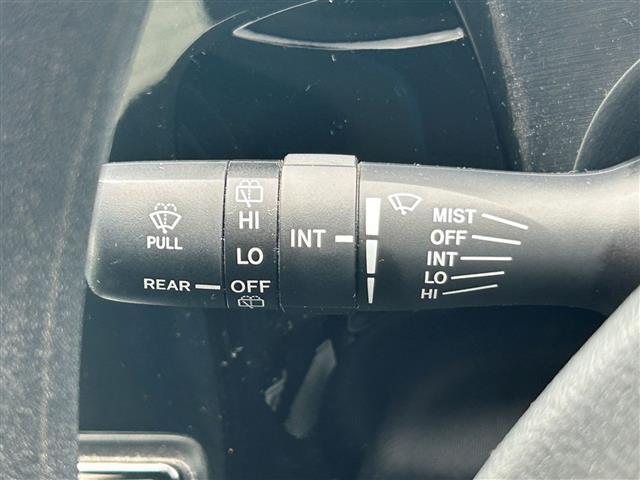 PULL
REAR
HI
LO
OFF
INT
MIST
OFF
INT
LO
HI